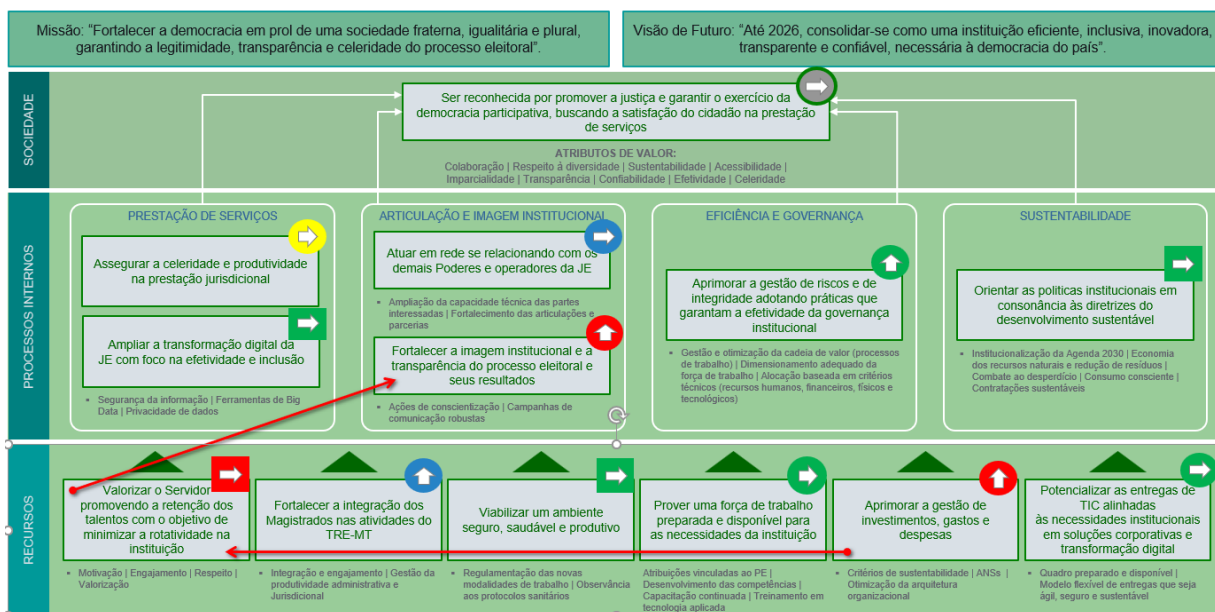 Missão: "Fortalecer a democracia em prol de uma sociedade fraterna, igualitária e plural,
garantindo a legitimidade, transparência e celeridade do processo eleitoral".
Visão de Futuro: "Até 2026, consolidar-se como uma instituição eficiente, inclusiva, inovadora,
transparente e confiável, necessária à democracia do país".
SOCIEDADE
Ser reconhecida por promover a justiça e garantir o exercício da
democracia participativa, buscando a satisfação do cidadão na prestação
de serviços
ATRIBUTOS DE VALOR:
Colaboração | Respeito à diversidade | Sustentabilidade | Acessibilidade |
Imparcialidade | Transparência | Confiabilidade | Efetividade | Celeridade
PROCESSOS INTERNOS
PRESTAÇÃO DE SERVIÇOS
Assegurar a celeridade e produtividade
na prestação jurisdicional
Ampliar a transformação digital da
JE com foco na efetividade e inclusão
▪ Segurança da informação | Ferramentas de Big
Data | Privacidade de dados
ARTICULAÇÃO E IMAGEM INSTITUCIONAL
Atuar em rede se relacionando com os
demais Poderes e operadores da JE
▪ Ampliação da capacidade técnica das partes
interessadas | Fortalecimento das articulações e
parcerias
Fortalecer a imagem institucional e a
transparência do processo eleitoral e
seus resultados
▪ Ações de conscientização | Campanhas de
comunicação robustas
EFICIÊNCIA E GOVERNANÇA
Aprimorar a gestão de riscos e de
integridade adotando práticas que
garantam a efetividade da governança
institucional
▪ Gestão e otimização da cadeia de valor (processos
de trabalho) | Dimensionamento adequado da
força de trabalho | Alocação baseada em critérios
técnicos (recursos humanos, financeiros, físicos e
tecnológicos)
SUSTENTABILIDADE
Orientar as politicas institucionais em
consonância às diretrizes do
desenvolvimento sustentável
▪ Institucionalização da Agenda 2030 | Economia
dos recursos naturais e redução de resíduos |
Combate ao desperdício | Consumo consciente |
Contratações sustentáveis
RECURSOS
Valorizar o Servidor
promovendo a retenção dos
talentos com o objetivo de
minimizar a rotatividade na
instituição
▪ Motivação | Engajamento | Respeito |
Valorização
Fortalecer a integração dos
Magistrados nas atividades do
TRE-MT
▪ Integração e engajamento | Gestão da
produtividade administrativa e
Jurisdicional
Viabilizar um ambiente
seguro, saudável e produtivo
▪ Regulamentação das novas
modalidades de trabalho | Observância
aos protocolos sanitários
Prover uma força de trabalho
preparada e disponível para
as necessidades da instituição
Atribuições vinculadas ao PE |
Desenvolvimento das competências |
Capacitação continuada | Treinamento em
tecnologia aplicada
Aprimorar a gestão de
investimentos, gastos e
despesas
▪ Critérios de sustentabilidade | ANSs |
Otimização da arquitetura
organizacional
Potencializar as entregas de
TIC alinhadas
às necessidades institucionais
em soluções corporativas e
transformação digital
▪ Quadro preparado e disponível | Modelo
flexível de entregas que seja
ágil, seguro e sustentável